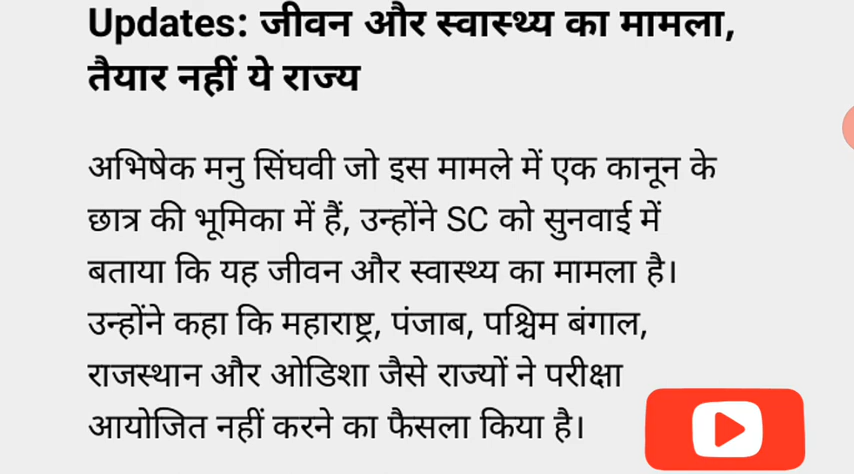 Updates: जीवन और स्वास्थ्य का मामला,
तैयार नहीं ये राज्य
अभिषेक मनु सिंघवी जो इस मामले में एक कानून के
छात्र की भूमिका में हैं, उन्होंने SC को सुनवाई में
बताया कि यह जीवन और स्वास्थ्य का मामला है।
उन्होंने कहा कि महाराष्ट्र, पंजाब, पश्चिम बंगाल,
राजस्थान और ओडिशा जैसे राज्यों ने परीक्षा
आयोजित नहीं करने का फैसला किया है।